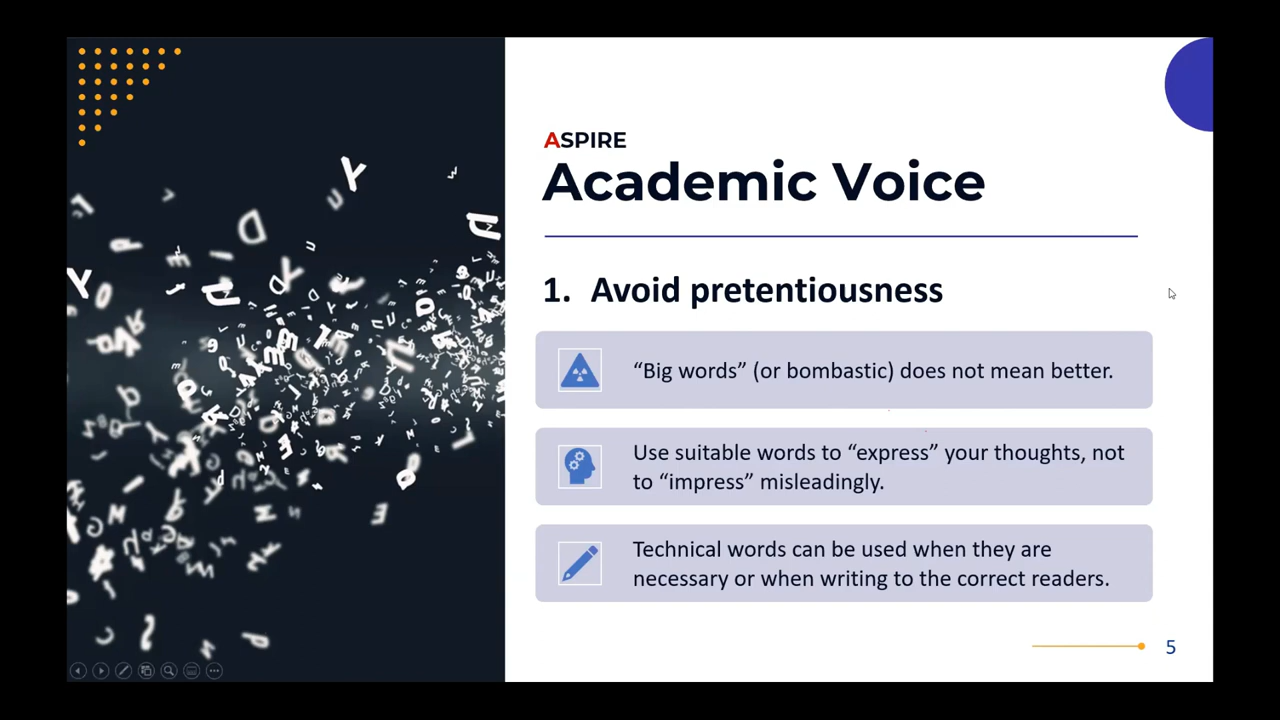 ASPIRE
Academic Voice
1. Avoid pretentiousness
“Big words” (or bombastic) does not mean better.
Use suitable words to “express” your thoughts, not
to “impress” misleadingly.
Technical words can be used when they are
necessary or when writing to the correct readers.
5